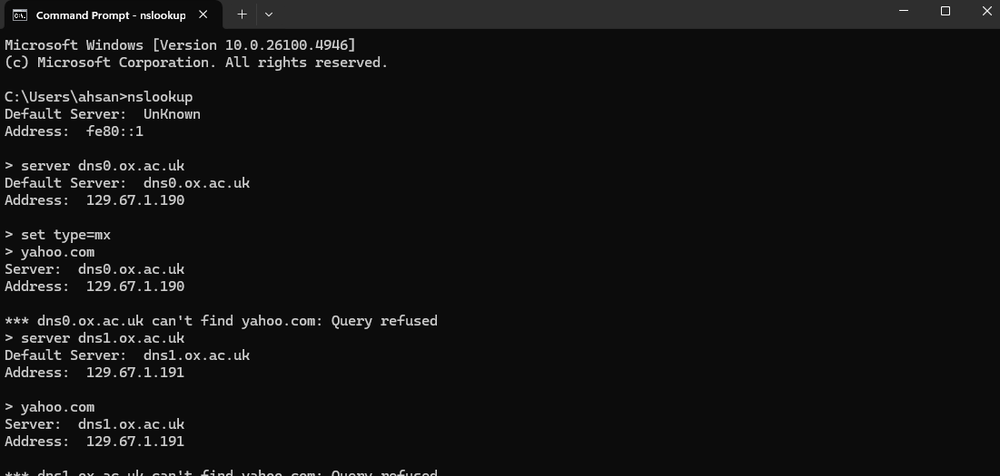 Command Prompt - nslookup
Microsoft Windows [Version 10.0.26100.4946]
(c) Microsoft Corporation. All rights reserved.
C:\Users\ahsan>nslookup
Default Server:  UnKnown
Address:  fe80::1
> server dns0.ox.ac.uk
Default Server:  dns0.ox.ac.uk
Address:  129.67.1.190
> set type=mx
> yahoo.com
Server:  dns0.ox.ac.uk
Address:  129.67.1.190
*** dns0.ox.ac.uk can't find yahoo.com: Query refused
> server dns1.ox.ac.uk
Default Server:  dns1.ox.ac.uk
Address:  129.67.1.191
> yahoo.com
Server:  dns1.ox.ac.uk
Address:  129.67.1.191
*** dns1.ox.ac.uk can't find yahoo.com: Query refused